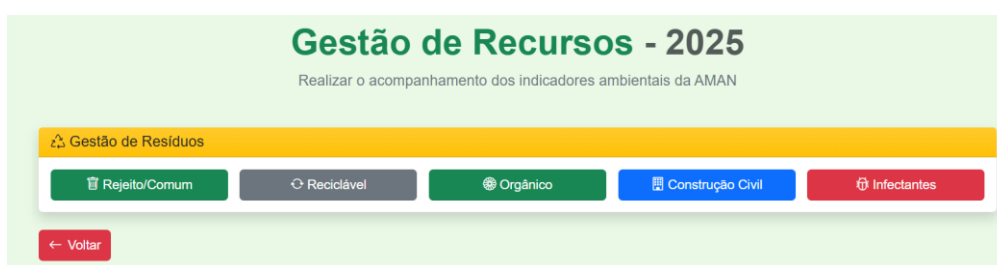 Gestão de Recursos - 2025
Realizar o acompanhamento dos indicadores ambientais da AMAN
Gestão de Resíduos
Rejeito/Comum
Reciclável
Orgânico
Construção Civil
Infectantes
← Voltar